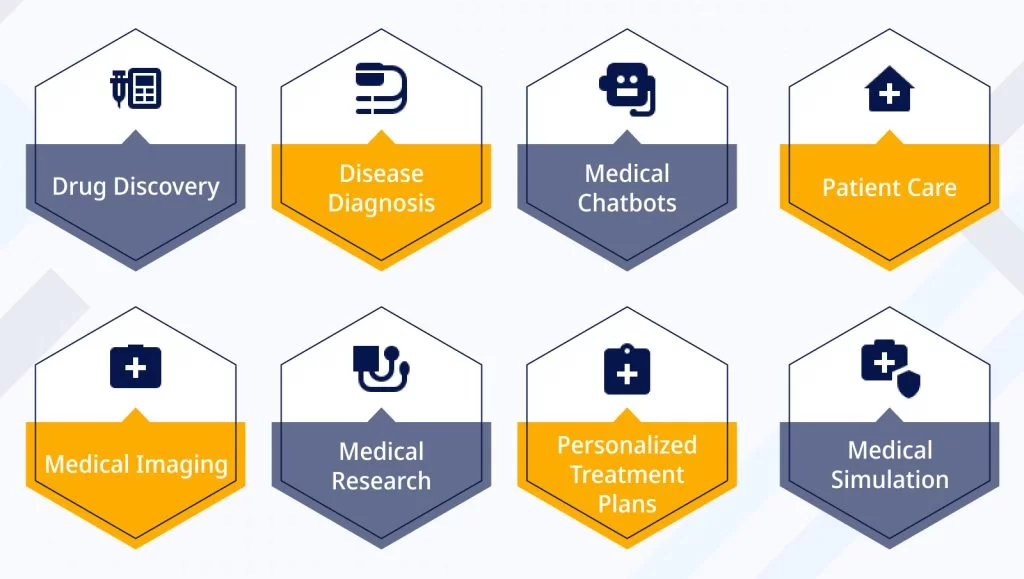 Drug Discovery
Disease
Diagnosis
Medical
Chatbots
Patient Care
Medical Imaging
Medical
Research
Personalized
Treatment
Plans
Medical
Simulation